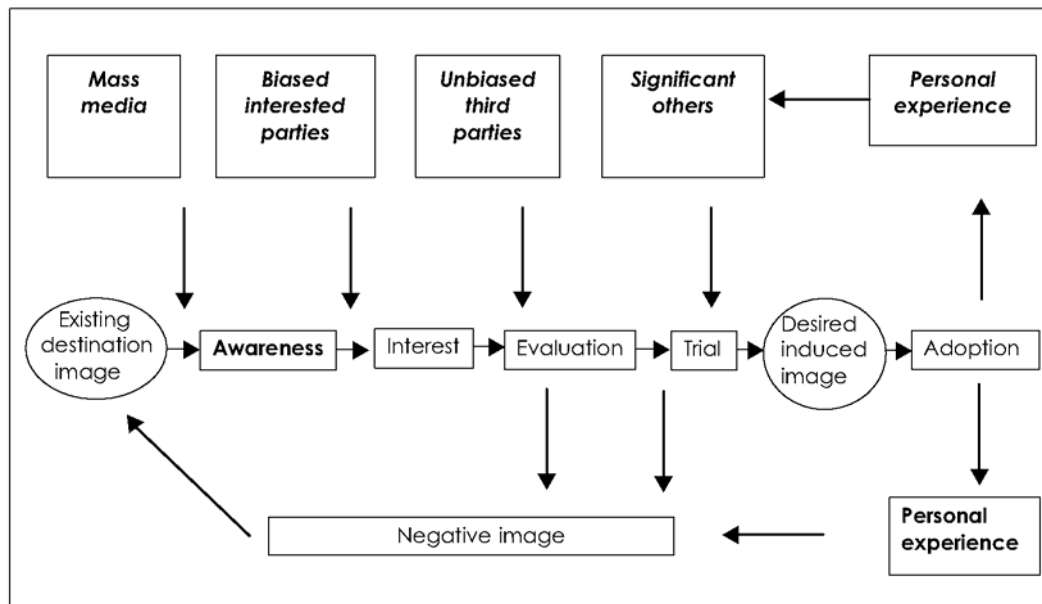 Mass
media
Biased
interested
parties
Unbiased
third
parties
Significant
others
Personal
experience
Existing
destination
image
Awareness
Interest
Evaluation
Trial
Desired
induced
image
Adoption
Negative image
Personal
experience